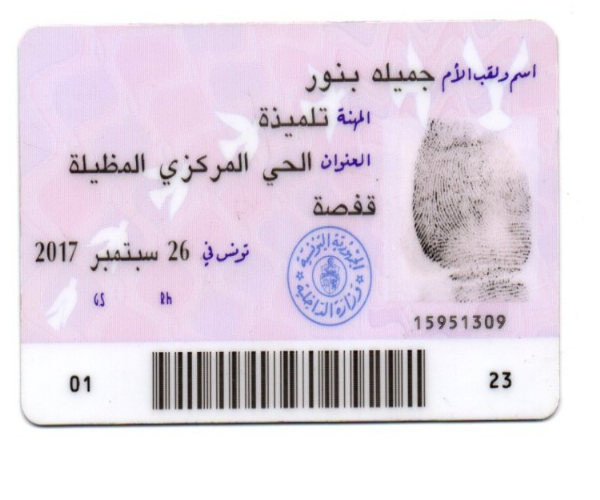 اسم ولقب الأم جميله بنور
المهنة تلميذة
العنوان الحي المركزي المظيلة
قفصة
تونس في 26 سبتمبر 2017
GS Rh
الجمهورية التونسية
وزارة الداخلية
15951309
01 23